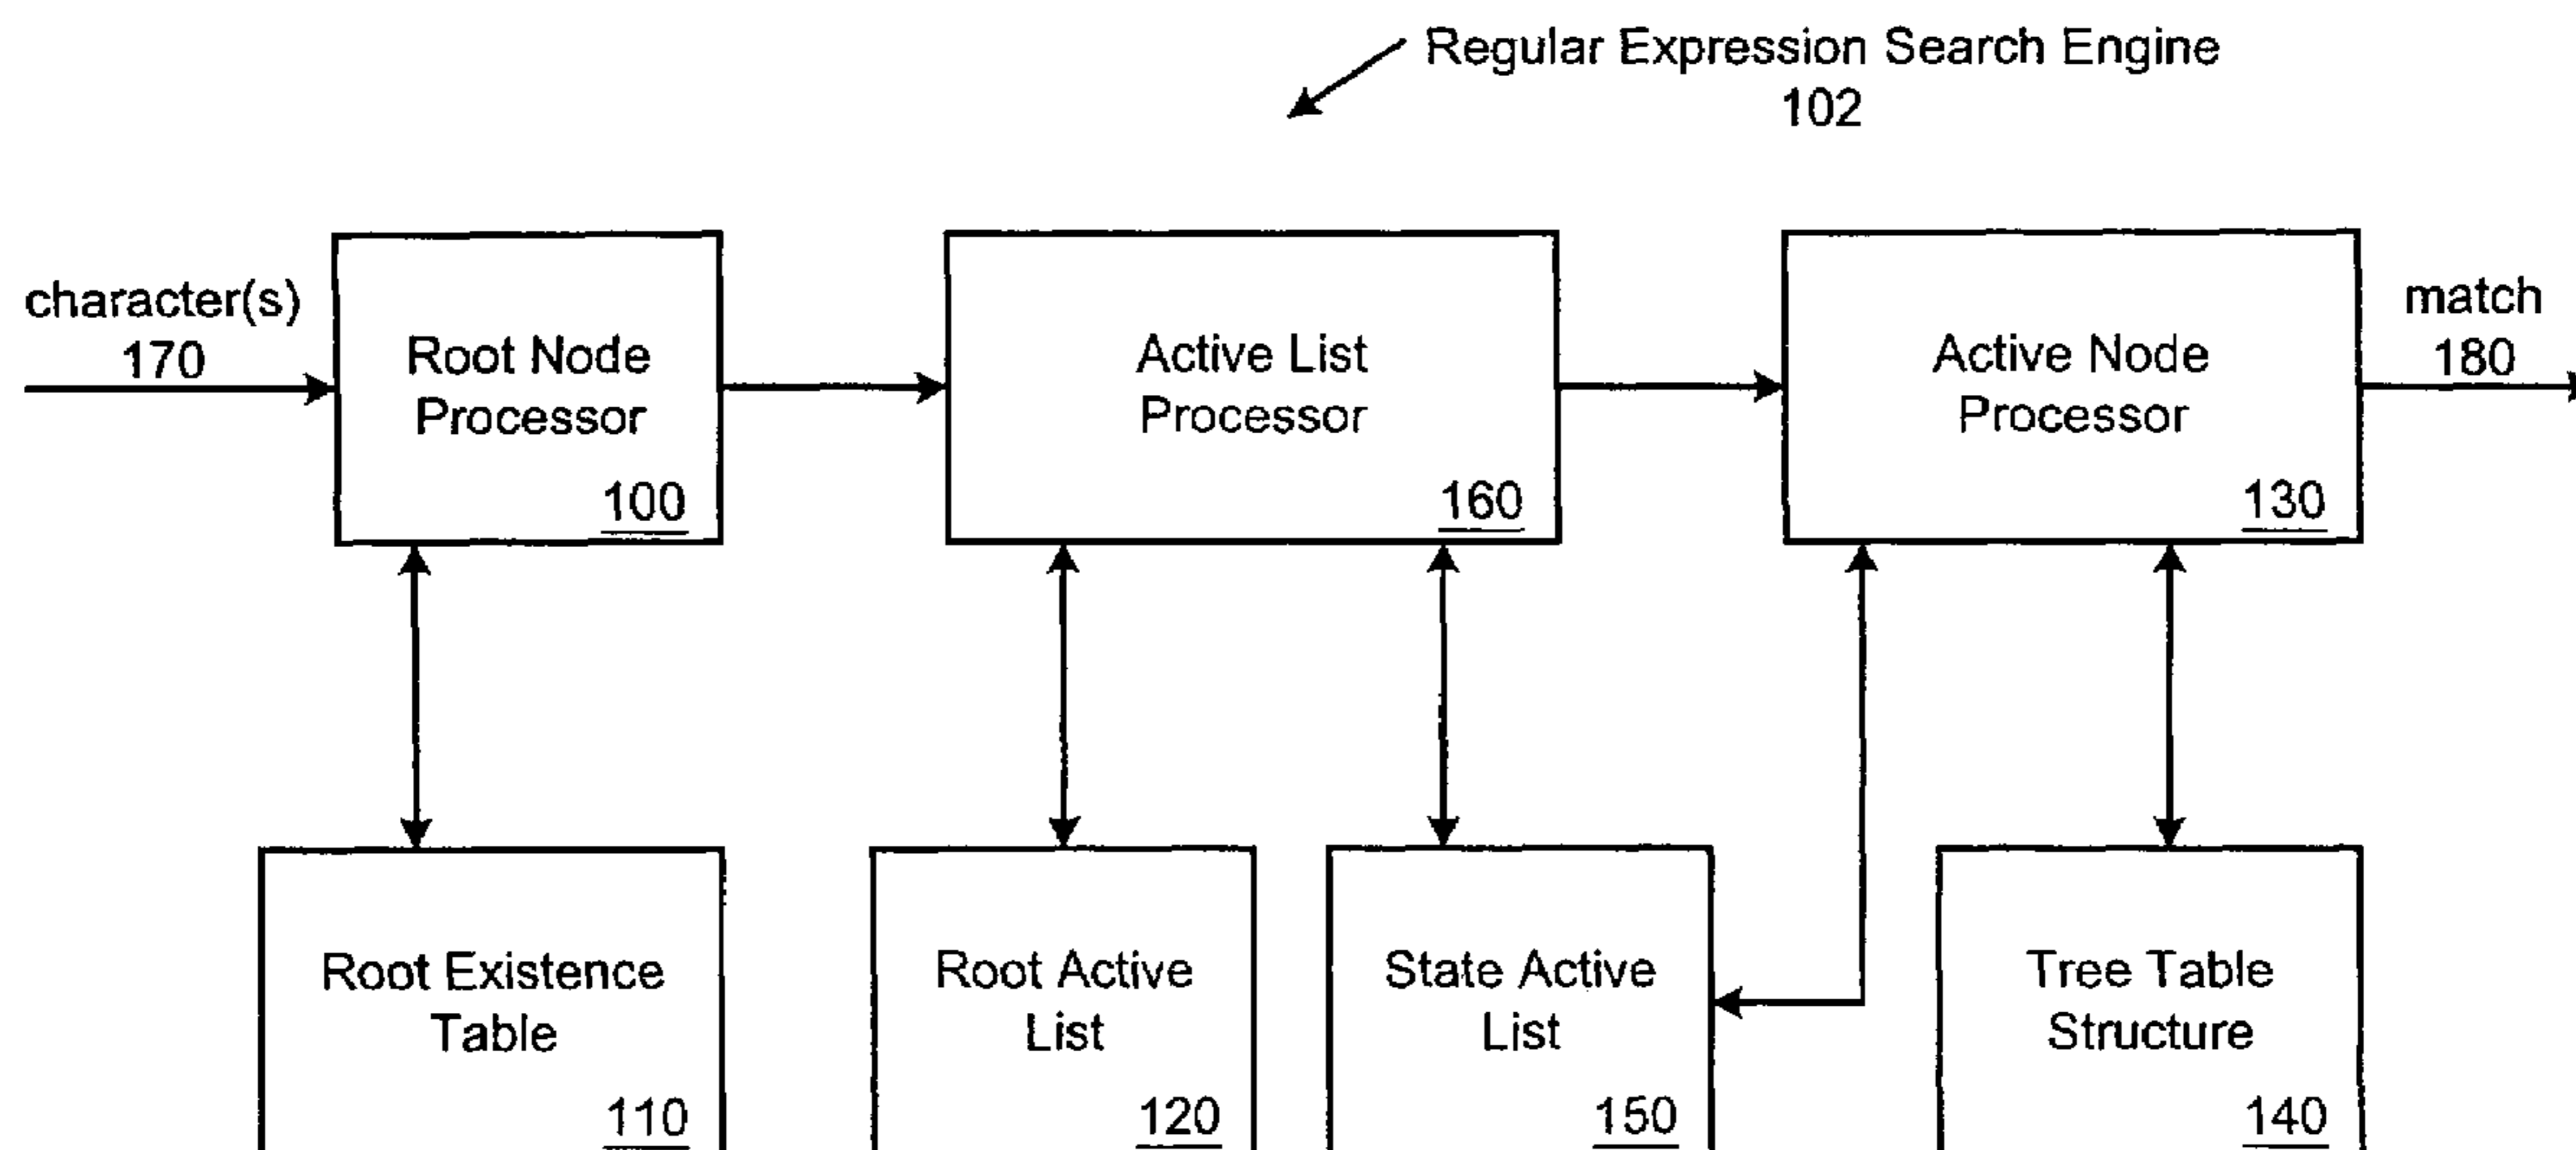 Regular Expression Search Engine
102
character(s)
170
Root Node
Processor
100
Active List
Processor
160
Active Node
Processor
130
match
180
Root Existence
Table
110
Root Active
List
120
State Active
List
150
Tree Table
Structure
140